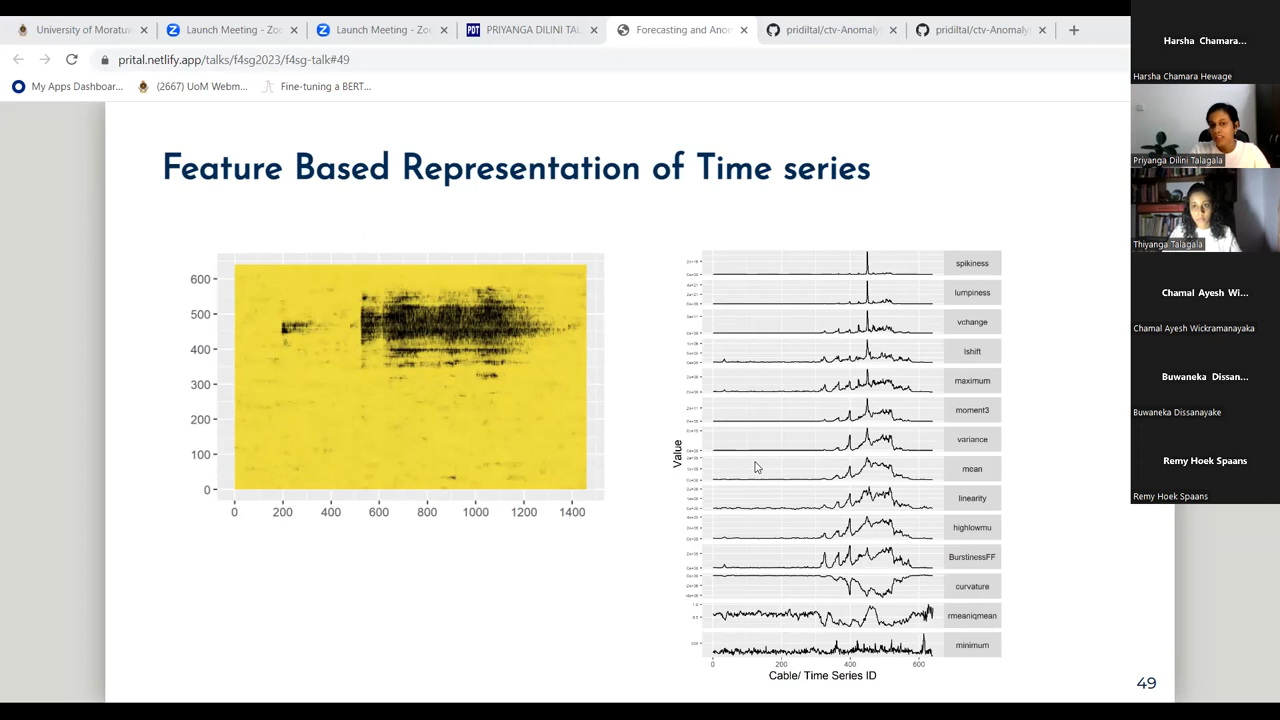 University of Moratuw
Launch Meeting - Zoo
Launch Meeting - Zoo
PDT PRIYANGA DILINI TAL
Forecasting and Ano
pridiltal/ctv-Anomaly
pridiltal/ctv-Anomaly
prital.netlify.app/talks/f4sg2023/f4sg-talk#49
My Apps Dashboar...
(2667) UoM Webm...
Fine-tuning a BERT...
Feature Based Representation of Time series
600
500
400
300
200
100
0
0 200 400 600 800 1000 1200 1400
spikiness
lumpiness
vchange
lshift
maximum
moment3
variance
mean
linearity
highlowmu
BurstinessFF
curvature
rmeaniqmean
minimum
Value
0 200 400 600
Cable/ Time Series ID
49
Harsha Chamara...
Harsha Chamara Hewage
Priyanga Dilini Talagala
Thiyanga Talagala
Chamal Ayesh Wi...
Chamal Ayesh Wickramanayaka
Buwaneka Dissan...
Buwaneka Dissanayake
Remy Hoek Spaans
Remy Hoek Spaans